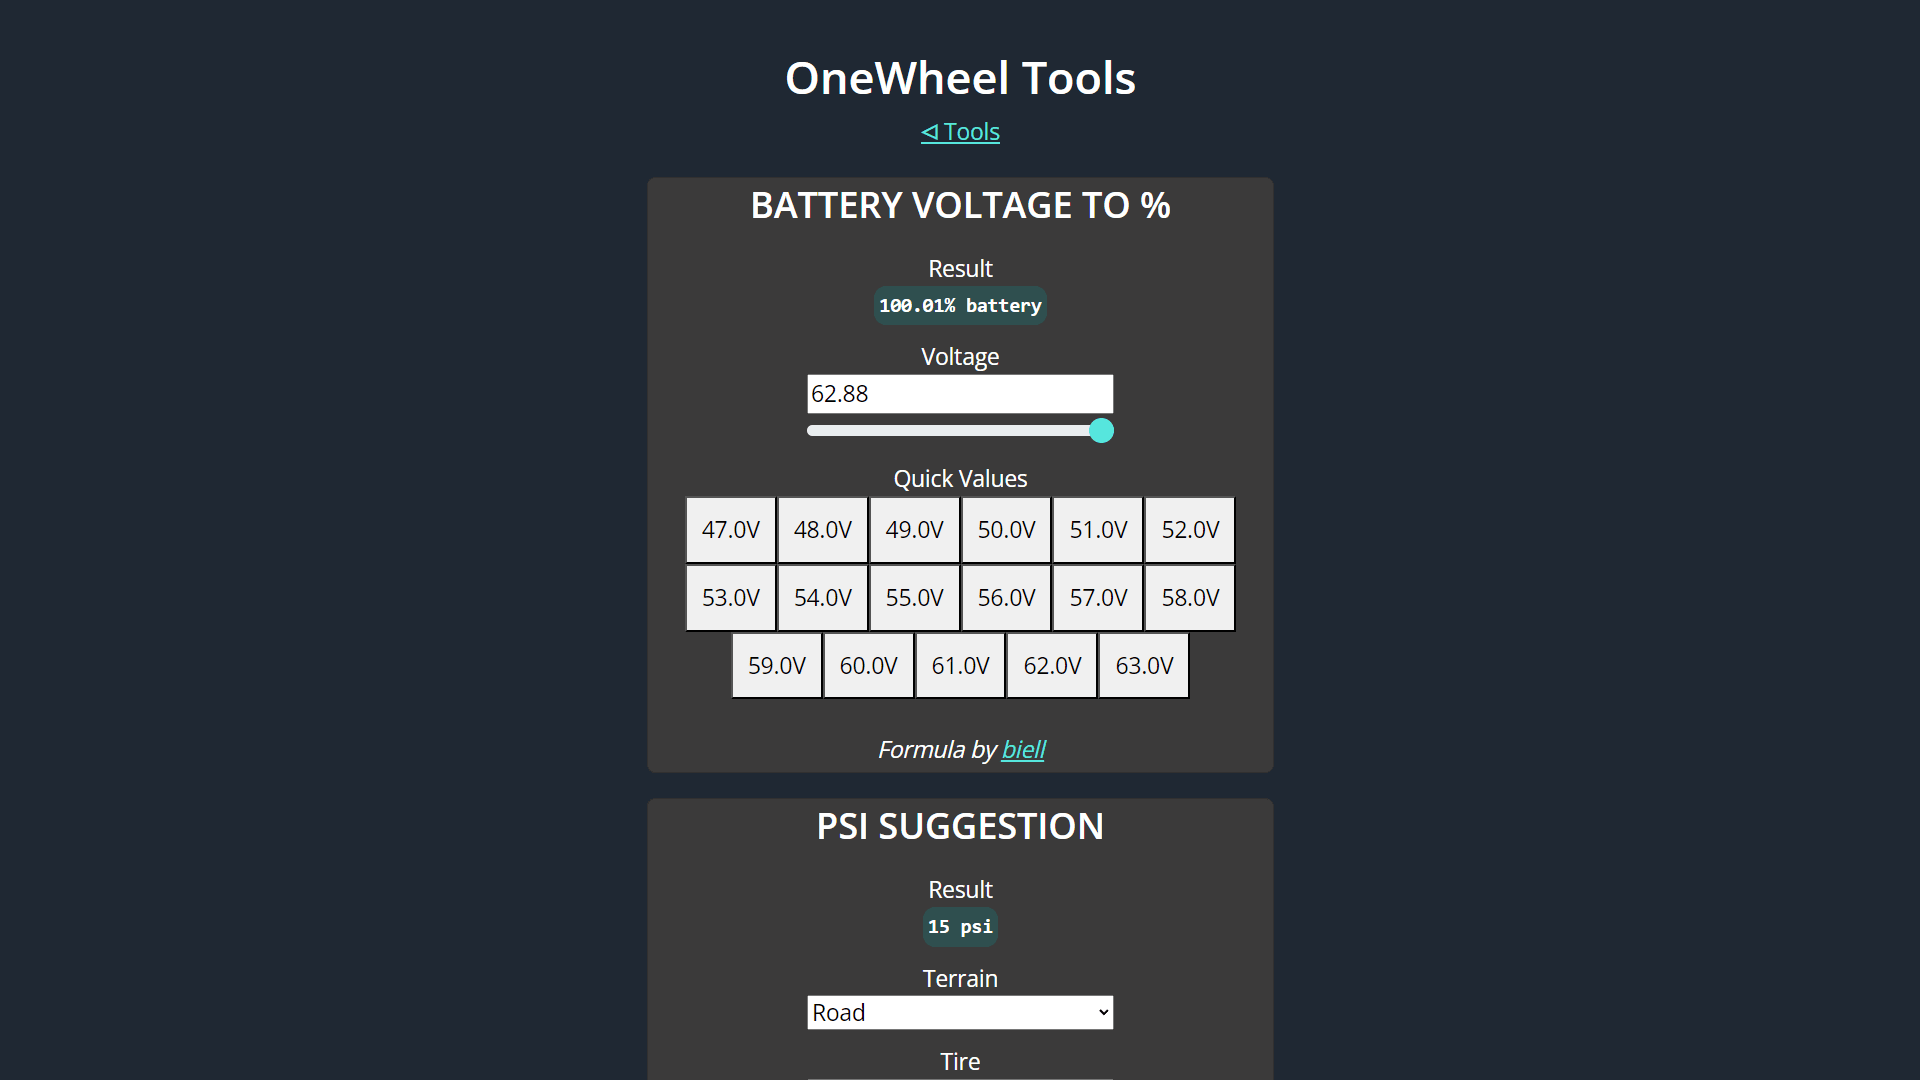 OneWheel Tools
⊲ Tools
BATTERY VOLTAGE TO %
Result
100.01% battery
Voltage
62.88
Quick Values
47.0V 48.0V 49.0V 50.0V 51.0V 52.0V
53.0V 54.0V 55.0V 56.0V 57.0V 58.0V
59.0V 60.0V 61.0V 62.0V 63.0V
Formula by biell
PSI SUGGESTION
Result
15 psi
Terrain
Road
Tire